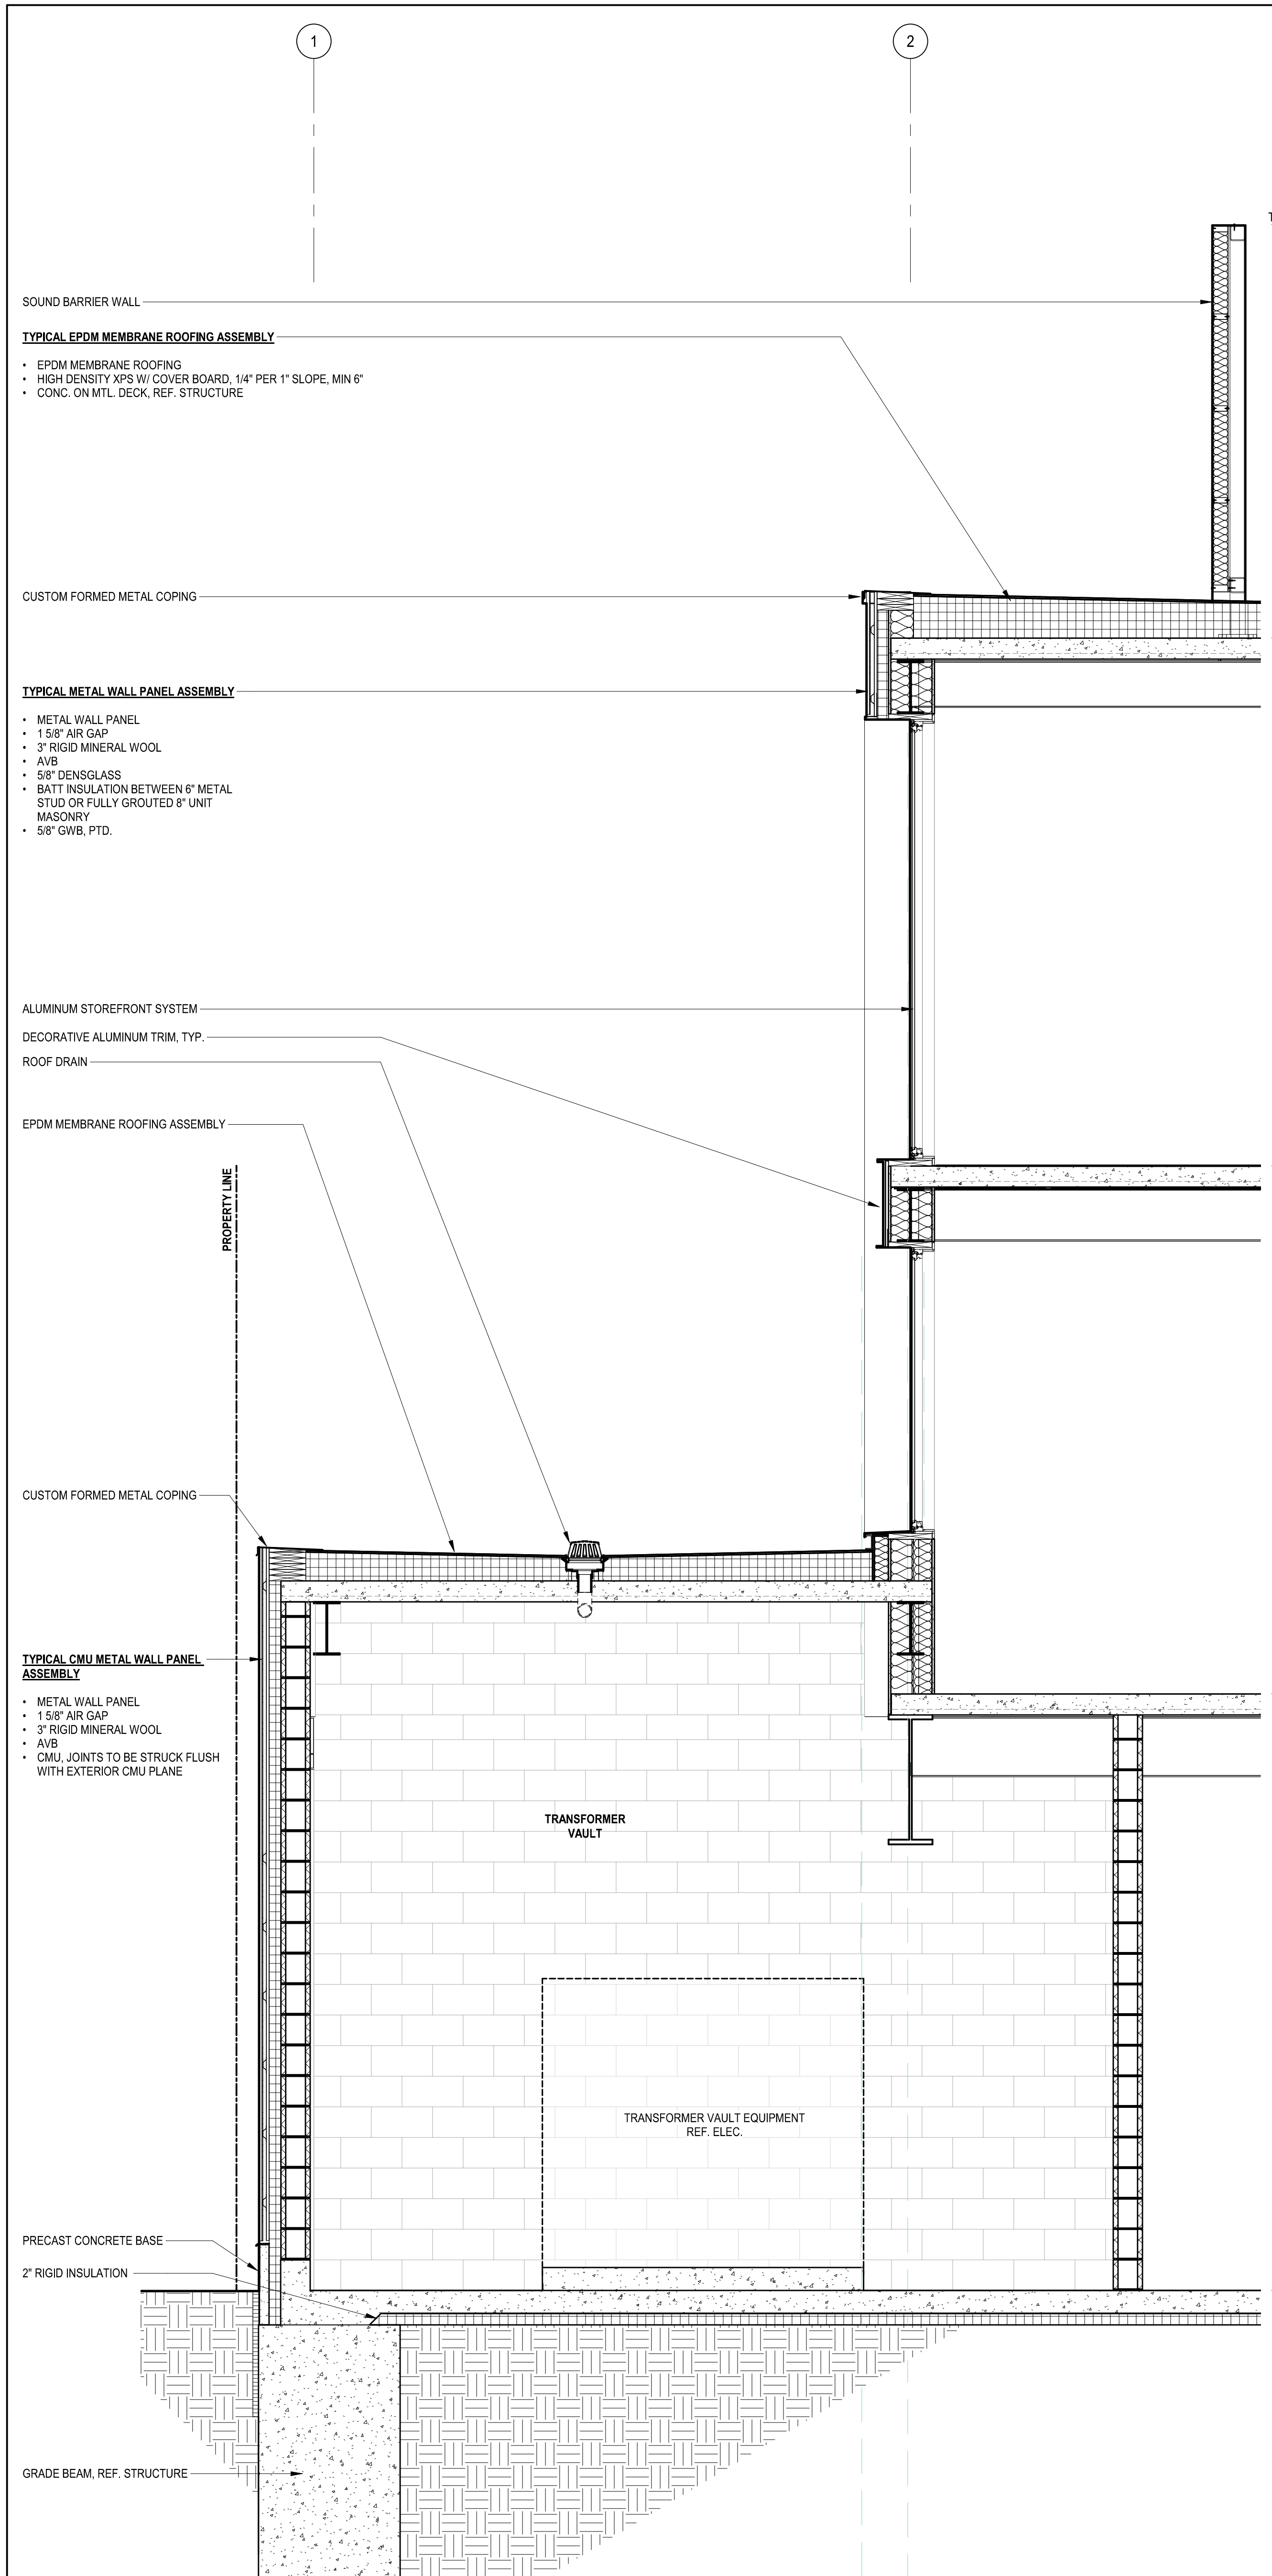 1
2
T
SOUND BARRIER WALL
TYPICAL EPDM MEMBRANE ROOFING ASSEMBLY
• EPDM MEMBRANE ROOFING
• HIGH DENSITY XPS W/ COVER BOARD, 1/4" PER 1" SLOPE, MIN 6"
• CONC. ON MTL. DECK, REF. STRUCTURE
CUSTOM FORMED METAL COPING
TYPICAL METAL WALL PANEL ASSEMBLY
• METAL WALL PANEL
• 1 5/8" AIR GAP
• 3" RIGID MINERAL WOOL
• AVB
• 5/8" DENSGLASS
• BATT INSULATION BETWEEN 6" METAL
STUD OR FULLY GROUTED 8" UNIT
MASONRY
• 5/8" GWB, PTD.
ALUMINUM STOREFRONT SYSTEM
DECORATIVE ALUMINUM TRIM, TYP.
ROOF DRAIN
EPDM MEMBRANE ROOFING ASSEMBLY
PROPERTY LINE
CUSTOM FORMED METAL COPING
TYPICAL CMU METAL WALL PANEL
ASSEMBLY
• METAL WALL PANEL
• 1 5/8" AIR GAP
• 3" RIGID MINERAL WOOL
• AVB
• CMU, JOINTS TO BE STRUCK FLUSH
WITH EXTERIOR CMU PLANE
TRANSFORMER
VAULT
TRANSFORMER VAULT EQUIPMENT
REF. ELEC.
PRECAST CONCRETE BASE
2" RIGID INSULATION
GRADE BEAM, REF. STRUCTURE